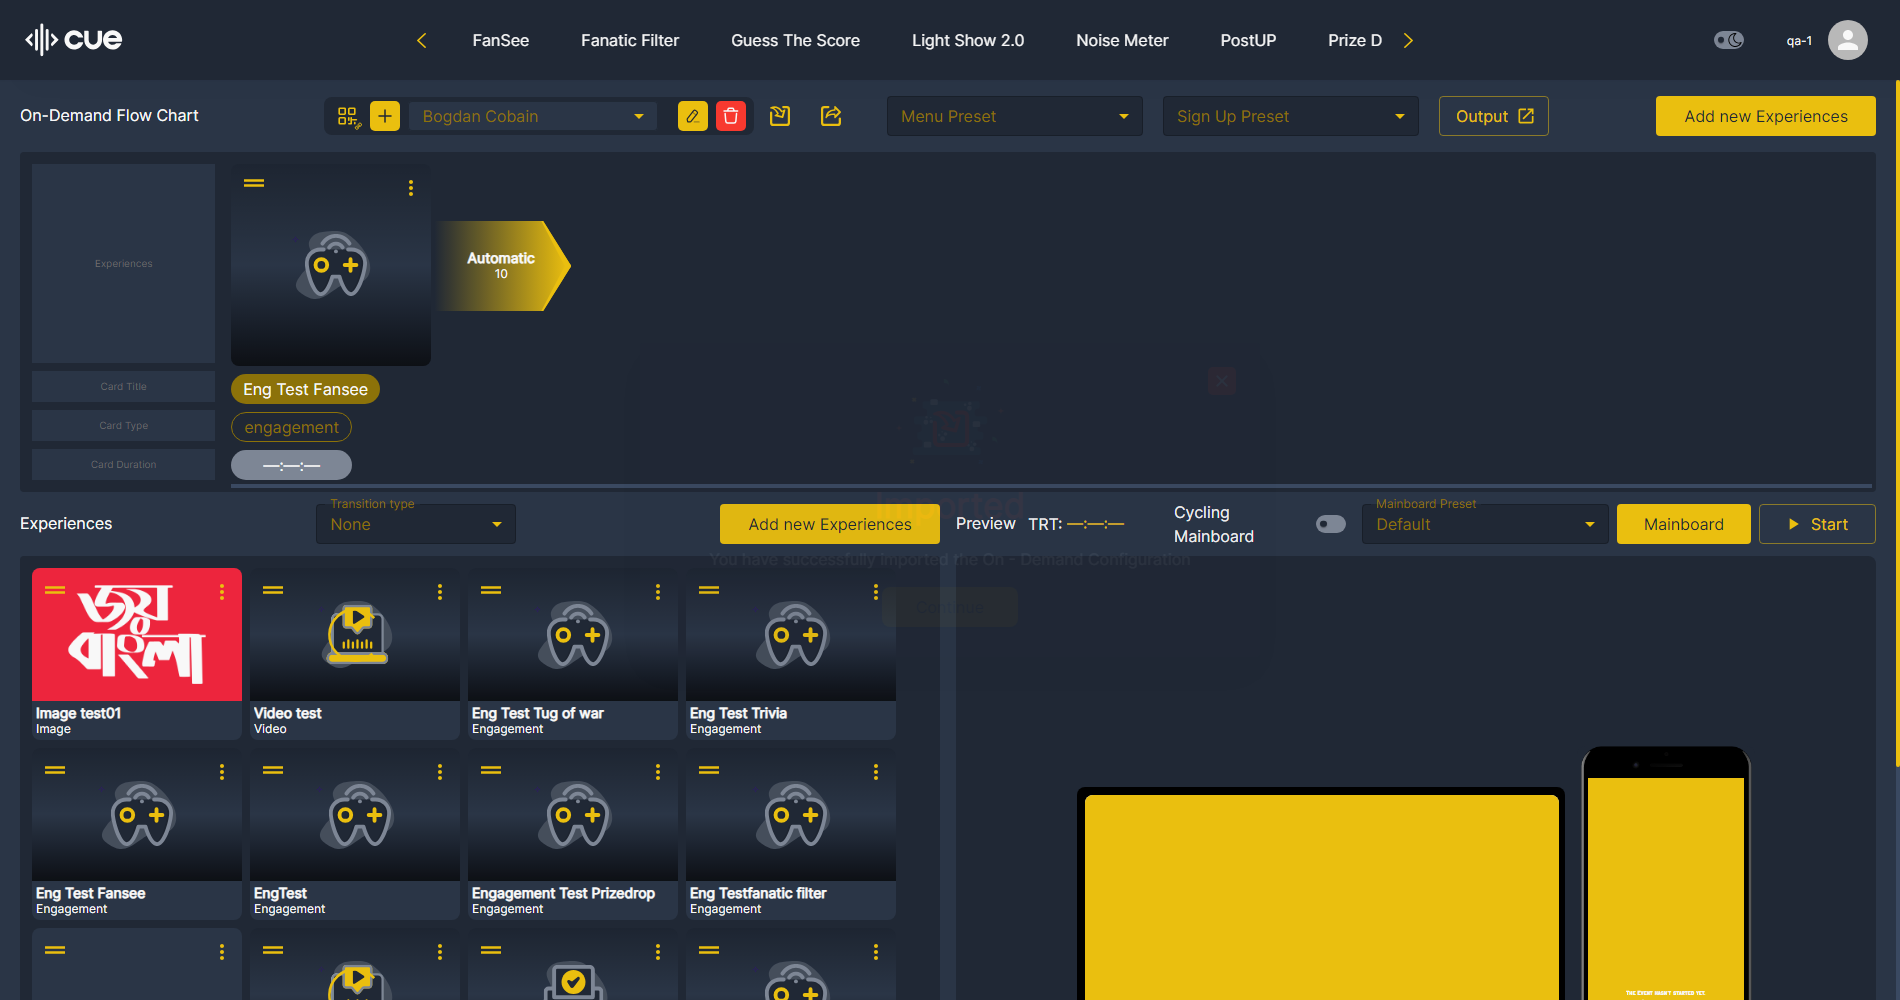 cue
FanSee
Fanatic Filter
Guess The Score
Light Show 2.0
Noise Meter
PostUP
Prize D
qa-1
On-Demand Flow Chart
Bogdan Cobain
Menu Preset
Sign Up Preset
Output
Add new Experiences
Experiences
Automatic
10
Card Title
Eng Test Fansee
Card Type
engagement
Card Duration
—:—:—
Imported
You have successfully imported the On - Demand Configuration
Continue
Experiences
Transition type
None
Add new Experiences
Preview
TRT: —:—:—
Cycling
Mainboard
Mainboard Preset
Default
Mainboard
Start
জয়
বাংলা
Image test01
Image
Video test
Video
Eng Test Tug of war
Engagement
Eng Test Trivia
Engagement
Eng Test Fansee
Engagement
EngTest
Engagement
Engagement Test Prizedrop
Engagement
Eng Testfanatic filter
Engagement
THE EVENT HASN'T STARTED YET.